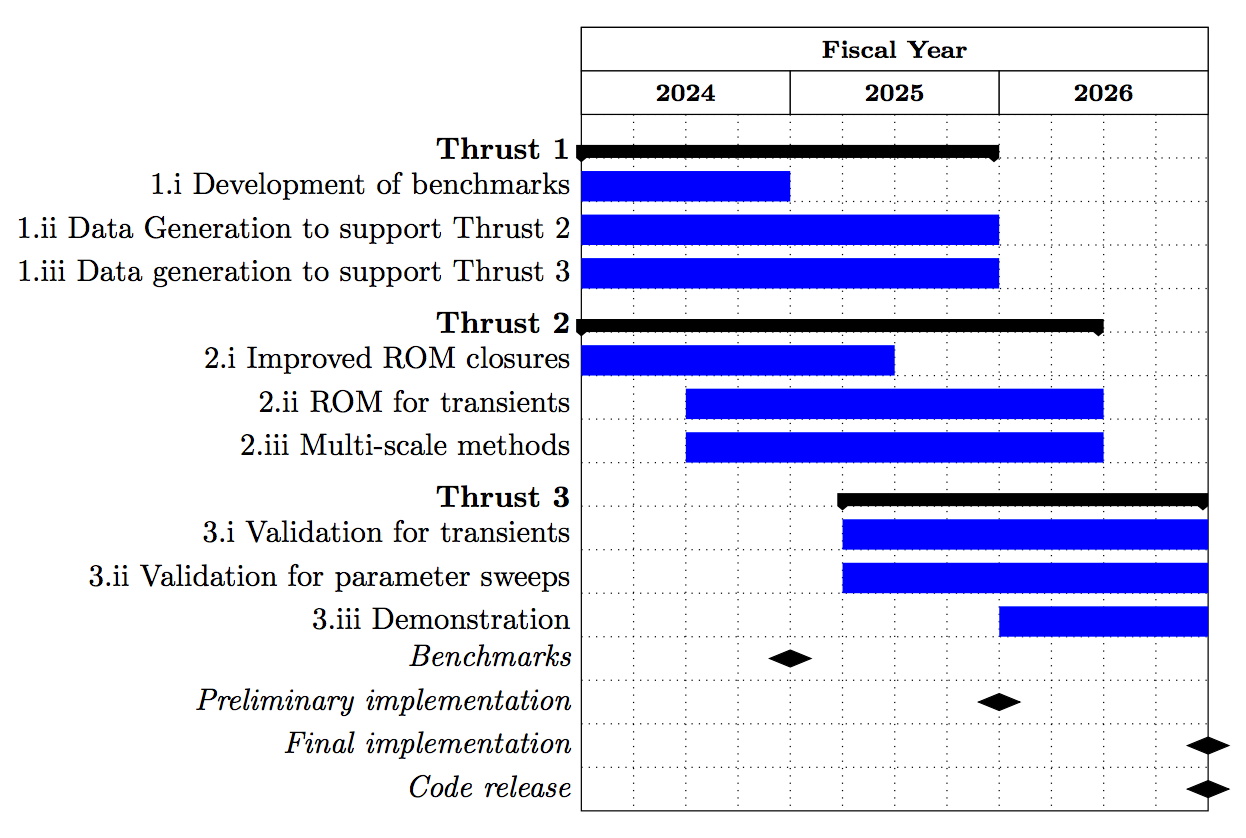 Fiscal Year
2024 2025 2026
Thrust 1
1.i Development of benchmarks
1.ii Data Generation to support Thrust 2
1.iii Data generation to support Thrust 3
Thrust 2
2.i Improved ROM closures
2.ii ROM for transients
2.iii Multi-scale methods
Thrust 3
3.i Validation for transients
3.ii Validation for parameter sweeps
3.iii Demonstration
Benchmarks
Preliminary implementation
Final implementation
Code release